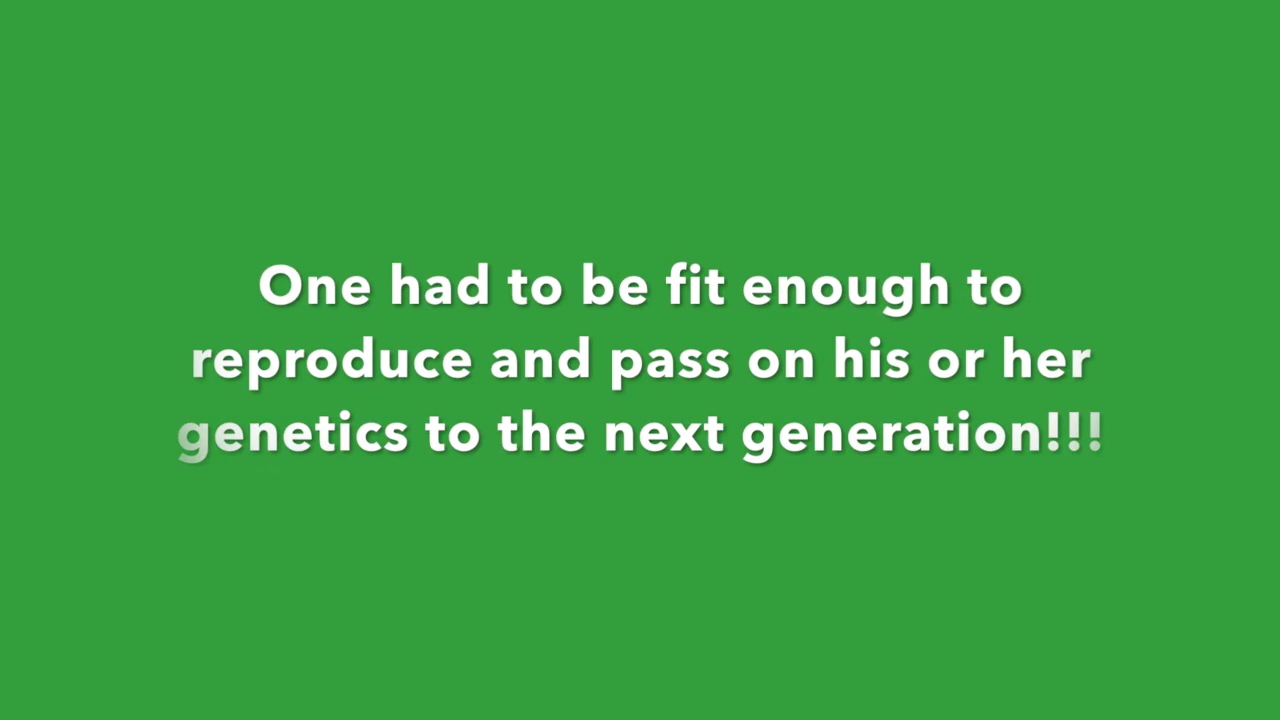 One had to be fit enough to
reproduce and pass on his or her
genetics to the next generation!!!